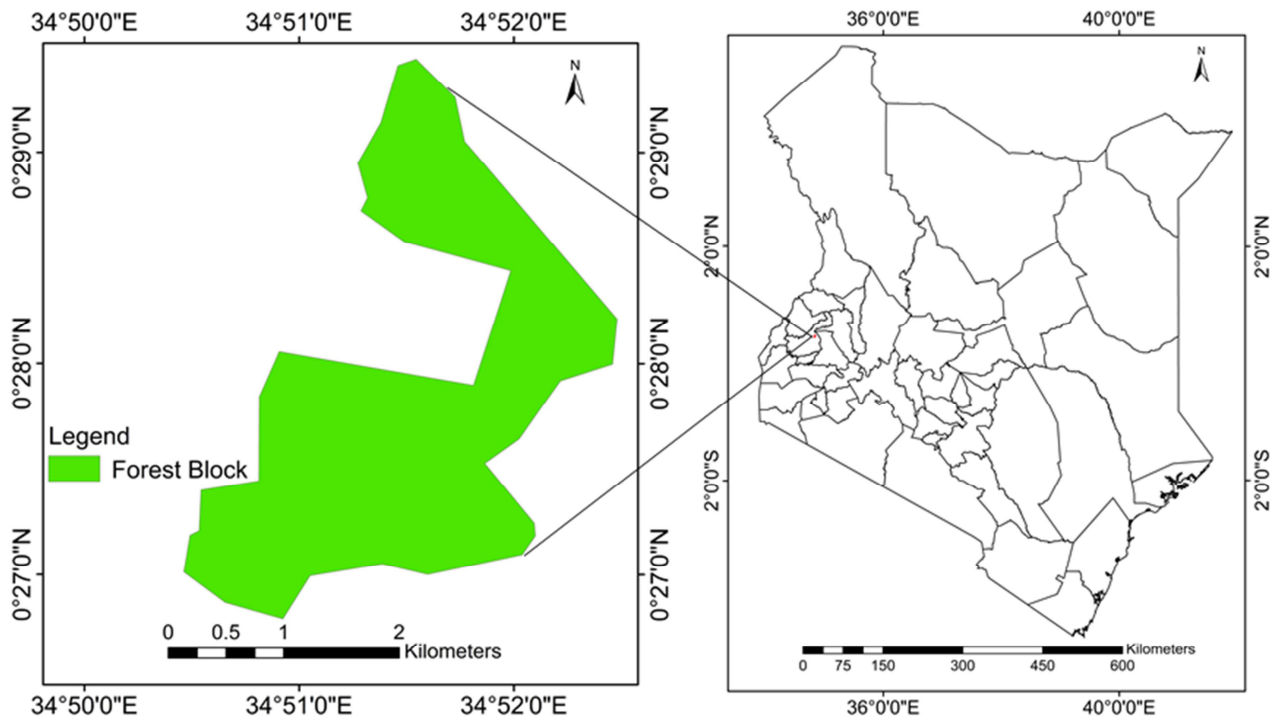 34°50'0"E 34°51'0"E 34°52'0"E
N
0°29'0"N 0°29'0"N
0°28'0"N 0°28'0"N
Legend
Forest Block
0°27'0"N 0°27'0"N
0 0.5 1 2
Kilometers
34°50'0"E 34°51'0"E 34°52'0"E
36°0'0"E 40°0'0"E
N
2°0'0"N 2°0'0"N
2°0'0"S 2°0'0"S
Kilometers
0 75 150 300 450 600
36°0'0"E 40°0'0"E